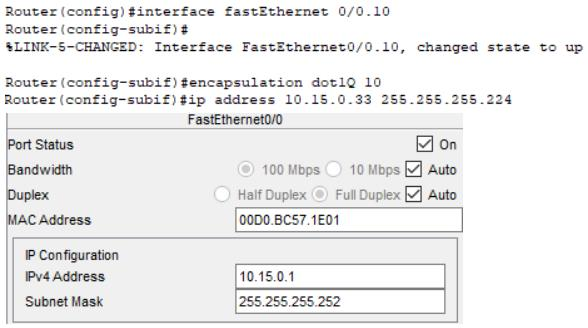 Router(config)#interface fastEthernet 0/0.10
Router(config-subif)#
%LINK-5-CHANGED: Interface FastEthernet0/0.10, changed state to up
Router(config-subif)#encapsulation dot1Q 10
Router(config-subif)#ip address 10.15.0.33 255.255.255.224
FastEthernet0/0
Port Status On
Bandwidth 100 Mbps 10 Mbps Auto
Duplex Half Duplex Full Duplex Auto
MAC Address 00D0.BC57.1E01
IP Configuration
IPv4 Address 10.15.0.1
Subnet Mask 255.255.255.252